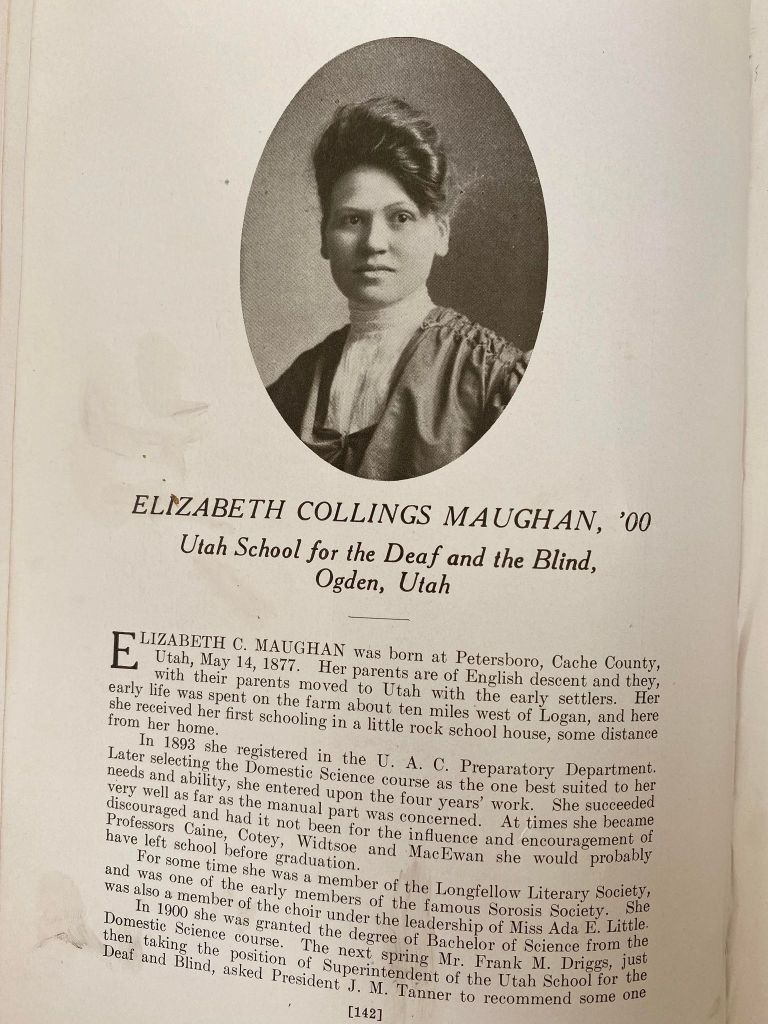 ELIZABETH COLLINGS MAUGHAN, '00
Utah School for the Deaf and the Blind,
Ogden, Utah
ELIZABETH C. MAUGHAN was born at Petersboro, Cache County,
Utah, May 14, 1877. Her parents are of English descent and they,
with their parents moved to Utah with the early settlers. Her
early life was spent on the farm about ten miles west of Logan, and here
she received her first schooling in a little rock school house, some distance
from her home.
In 1893 she registered in the U. A. C. Preparatory Department.
Later selecting the Domestic Science course as the one best suited to her
needs and ability, she entered upon the four years' work. She succeeded
very well as far as the manual part was concerned. At times she became
discouraged and had it not been for the influence and encouragement of
Professors Caine, Cotey, Widtsoe and MacEwan she would probably
have left school before graduation.
For some time she was a member of the Longfellow Literary Society,
and was one of the early members of the famous Sorosis Society. She
was also a member of the choir under the leadership of Miss Ada E. Little.
In 1900 she was granted the degree of Bachelor of Science from the
Domestic Science course. The next spring Mr. Frank M. Driggs, just
then taking the position of Superintendent of the Utah School for the
Deaf and Blind, asked President J. M. Tanner to recommend some one
[142]